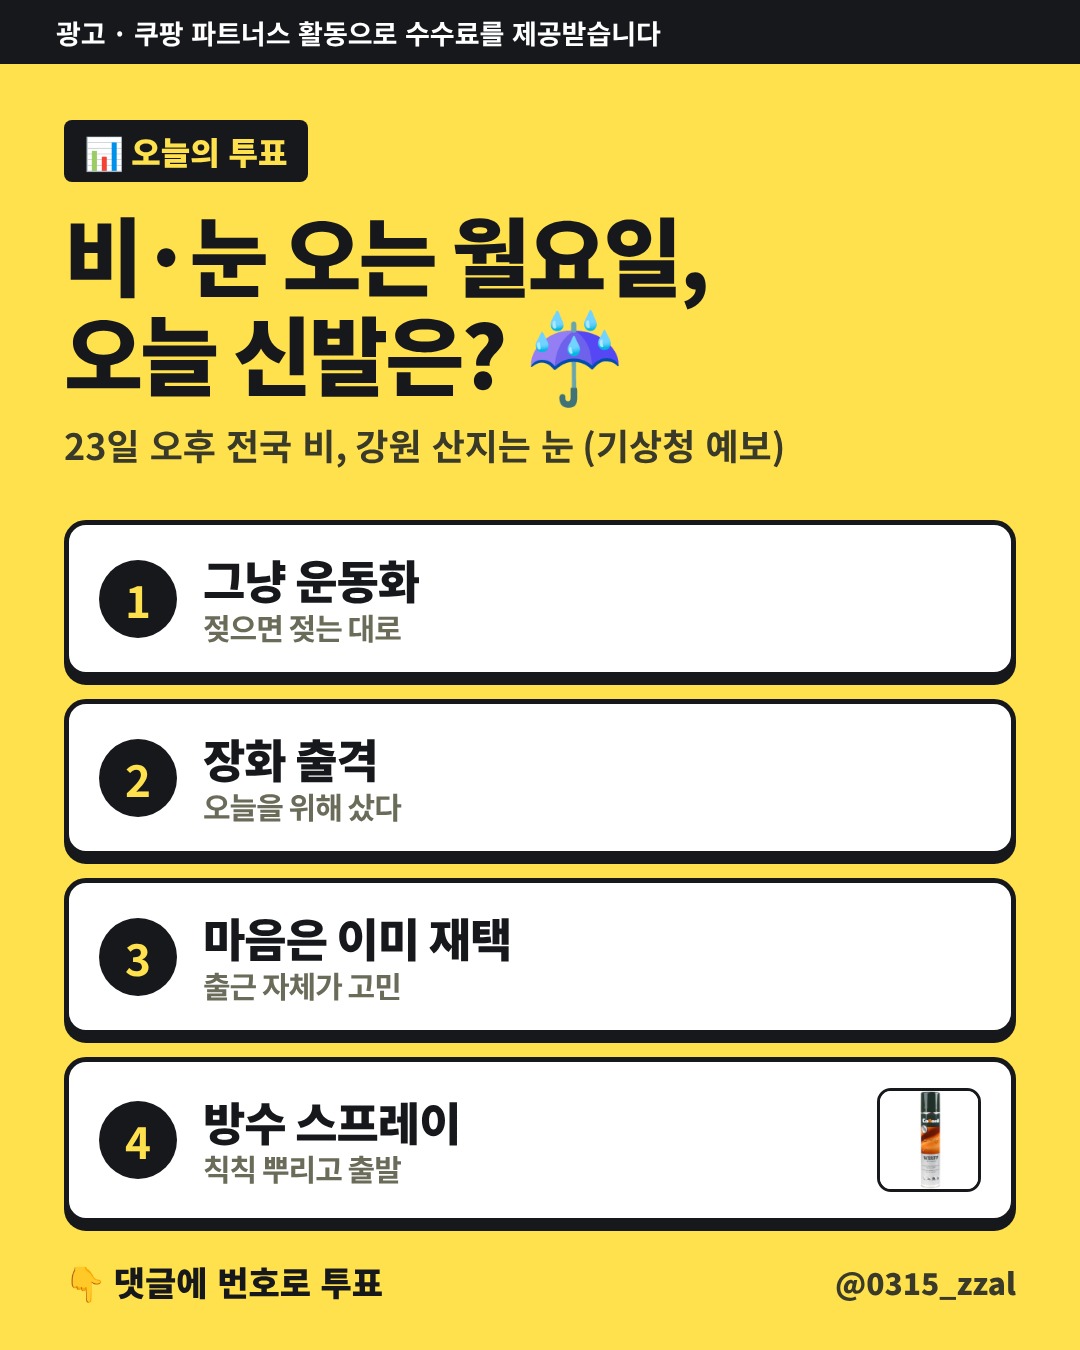 광고 · 쿠팡 파트너스 활동으로 수수료를 제공받습니다
📊 오늘의 투표
비·눈 오는 월요일,
오늘 신발은? ☔
23일 오후 전국 비, 강원 산지는 눈 (기상청 예보)
1 그냥 운동화
젖으면 젖는 대로
2 장화 출격
오늘을 위해 샀다
3 마음은 이미 재택
출근 자체가 고민
4 방수 스프레이
칙칙 뿌리고 출발
👇 댓글에 번호로 투표
@0315_zzal